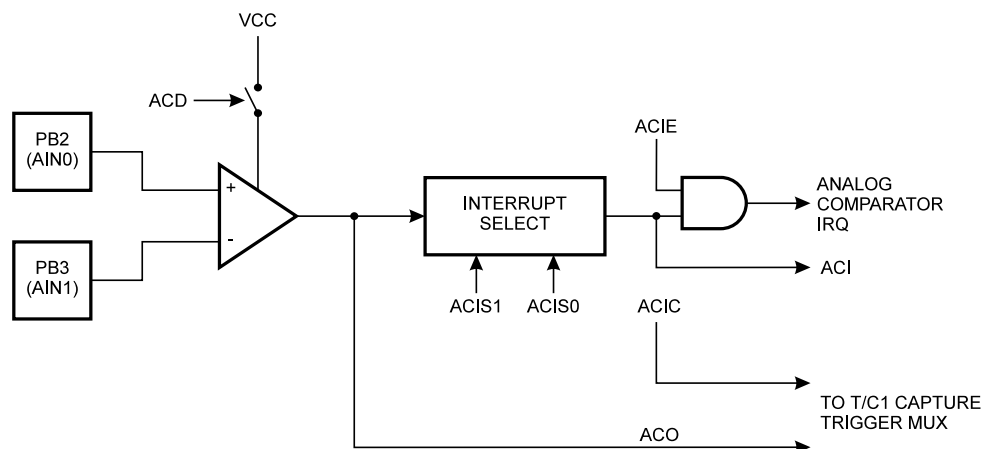 VCC
ACD
PB2
(AIN0)
+
-
PB3
(AIN1)
INTERRUPT
SELECT
ACIS1
ACIS0
ACIE
ANALOG
COMPARATOR
IRQ
ACI
ACIC
TO T/C1 CAPTURE
TRIGGER MUX
ACO